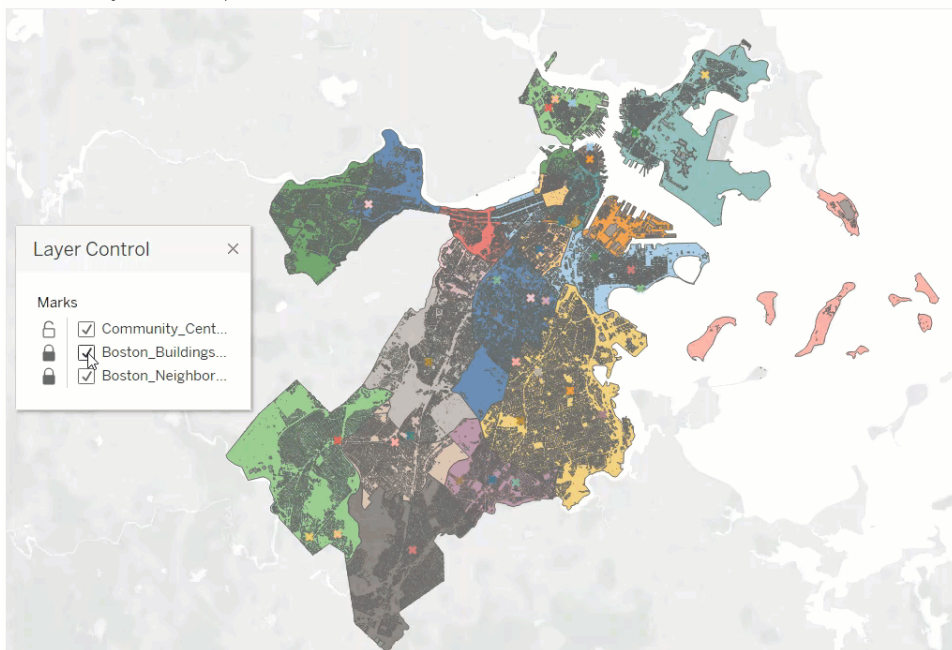 Layer Control
Marks
Community_Cent...
Boston_Buildings...
Boston_Neighbor...